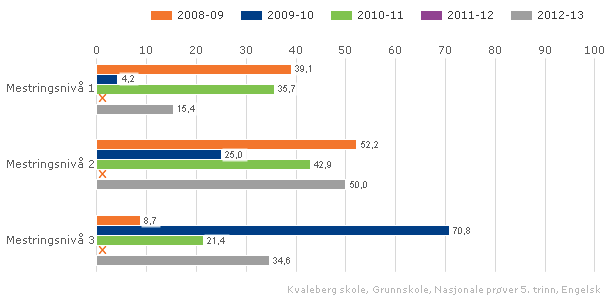 2008-09 2009-10 2010-11 2011-12 2012-13
0 10 20 30 40 50 60 70 80 90 100
Mestringsnivå 1
39,1
4,2
35,7
15,4
Mestringsnivå 2
52,2
25,0
42,9
50,0
Mestringsnivå 3
8,7
70,8
21,4
34,6
Kvaleberg skole, Grunnskole, Nasjonale prøver 5. trinn, Engelsk